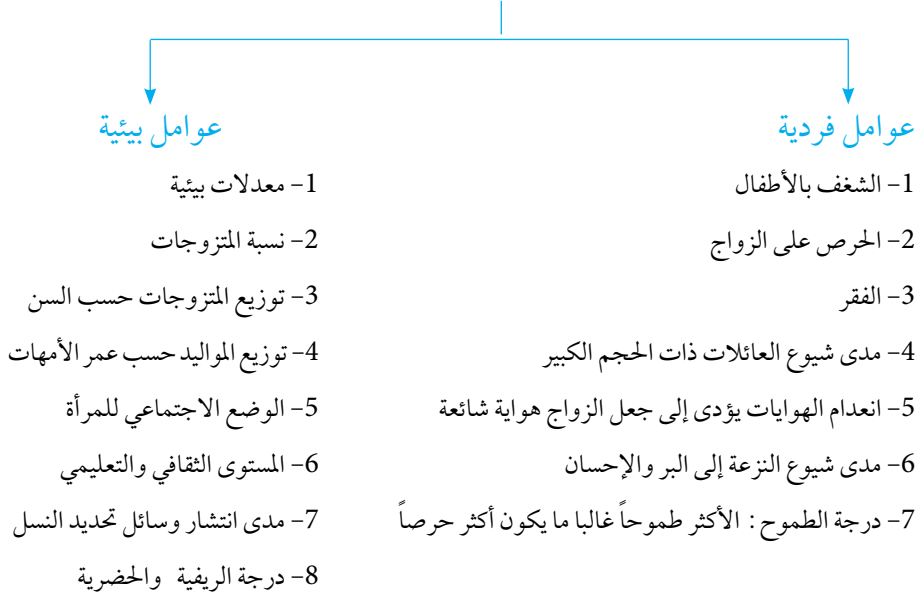 عوامل فردية
1- الشغف بالأطفال
2- الحرص على الزواج
3- الفقر
4- مدى شيوع العائلات ذات الحجم الكبير
5- انعدام الهوايات يؤدى إلى جعل الزواج هواية شائعة
6- مدى شيوع النزعة إلى البر والإحسان
7- درجة الطموح : الأكثر طموحاً غالبا ما يكون أكثر حرصاً
عوامل بيئية
1- معدلات بيئية
2- نسبة المتزوجات
3- توزيع المتزوجات حسب السن
4- توزيع المواليد حسب عمر الأمهات
5- الوضع الاجتماعي للمرأة
6- المستوى الثقافي والتعليمي
7- مدى انتشار وسائل تحديد النسل
8- درجة الريفية والحضرية